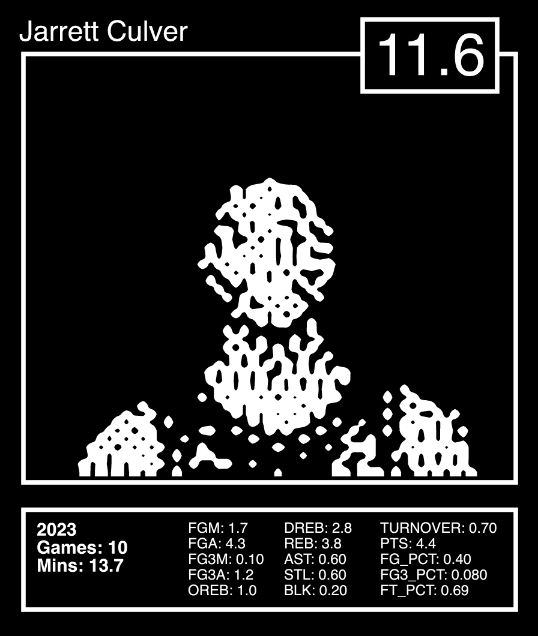 Jarrett Culver
11.6
2023
Games: 10
Mins: 13.7
FGM: 1.7
FGA: 4.3
FG3M: 0.10
FG3A: 1.2
OREB: 1.0
DREB: 2.8
REB: 3.8
AST: 0.60
STL: 0.60
BLK: 0.20
TURNOVER: 0.70
PTS: 4.4
FG_PCT: 0.40
FG3_PCT: 0.080
FT_PCT: 0.69